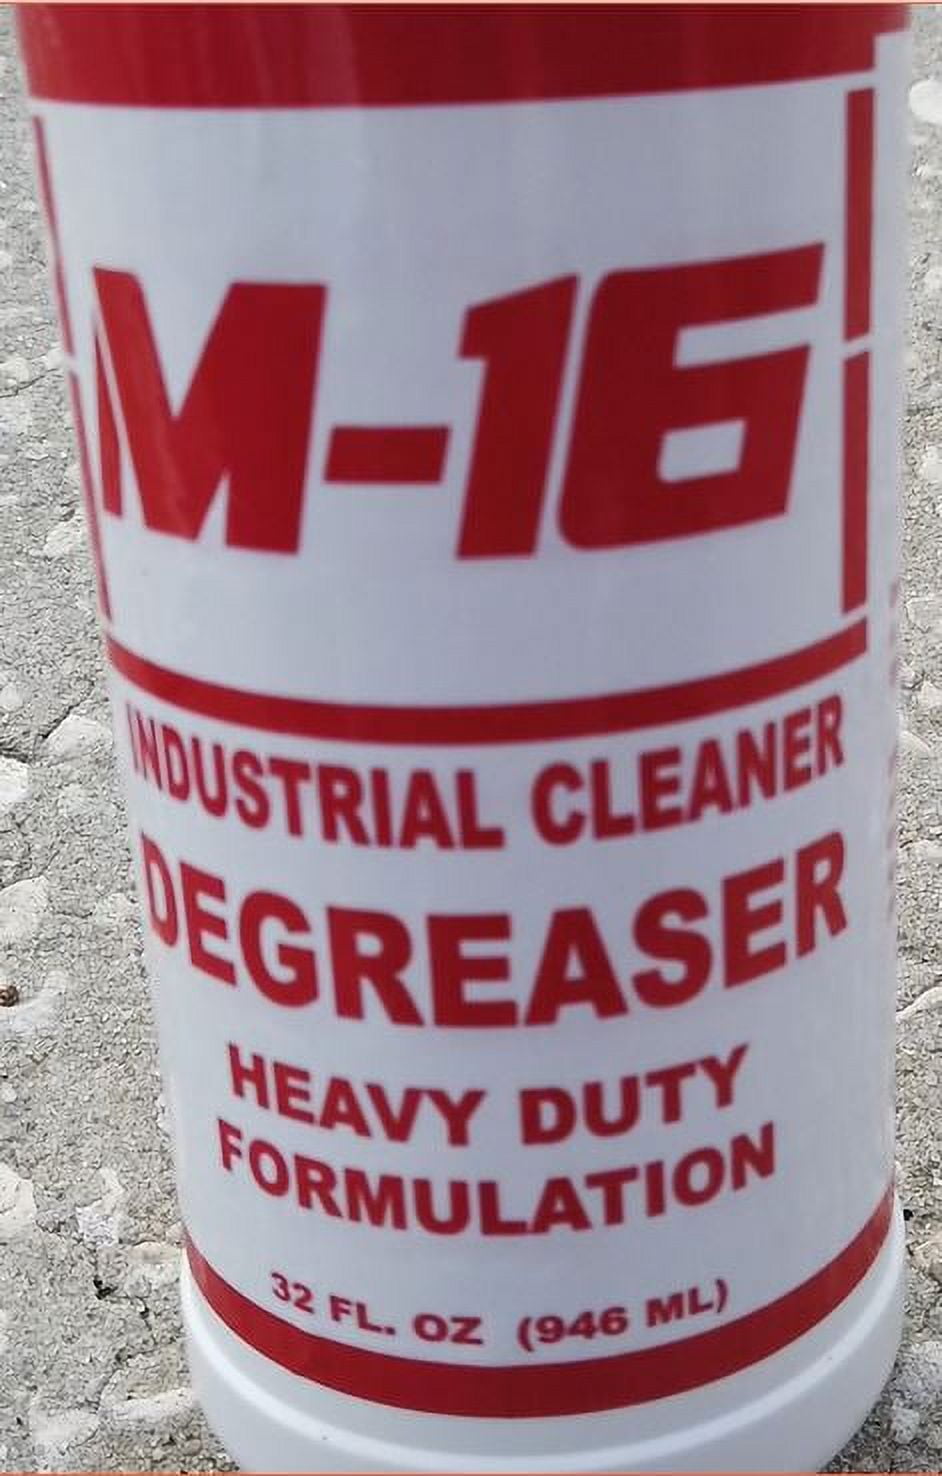 M-16
INDUSTRIAL CLEANER
DEGREASER
HEAVY DUTY
FORMULATION
32 FL. OZ (946 ML)